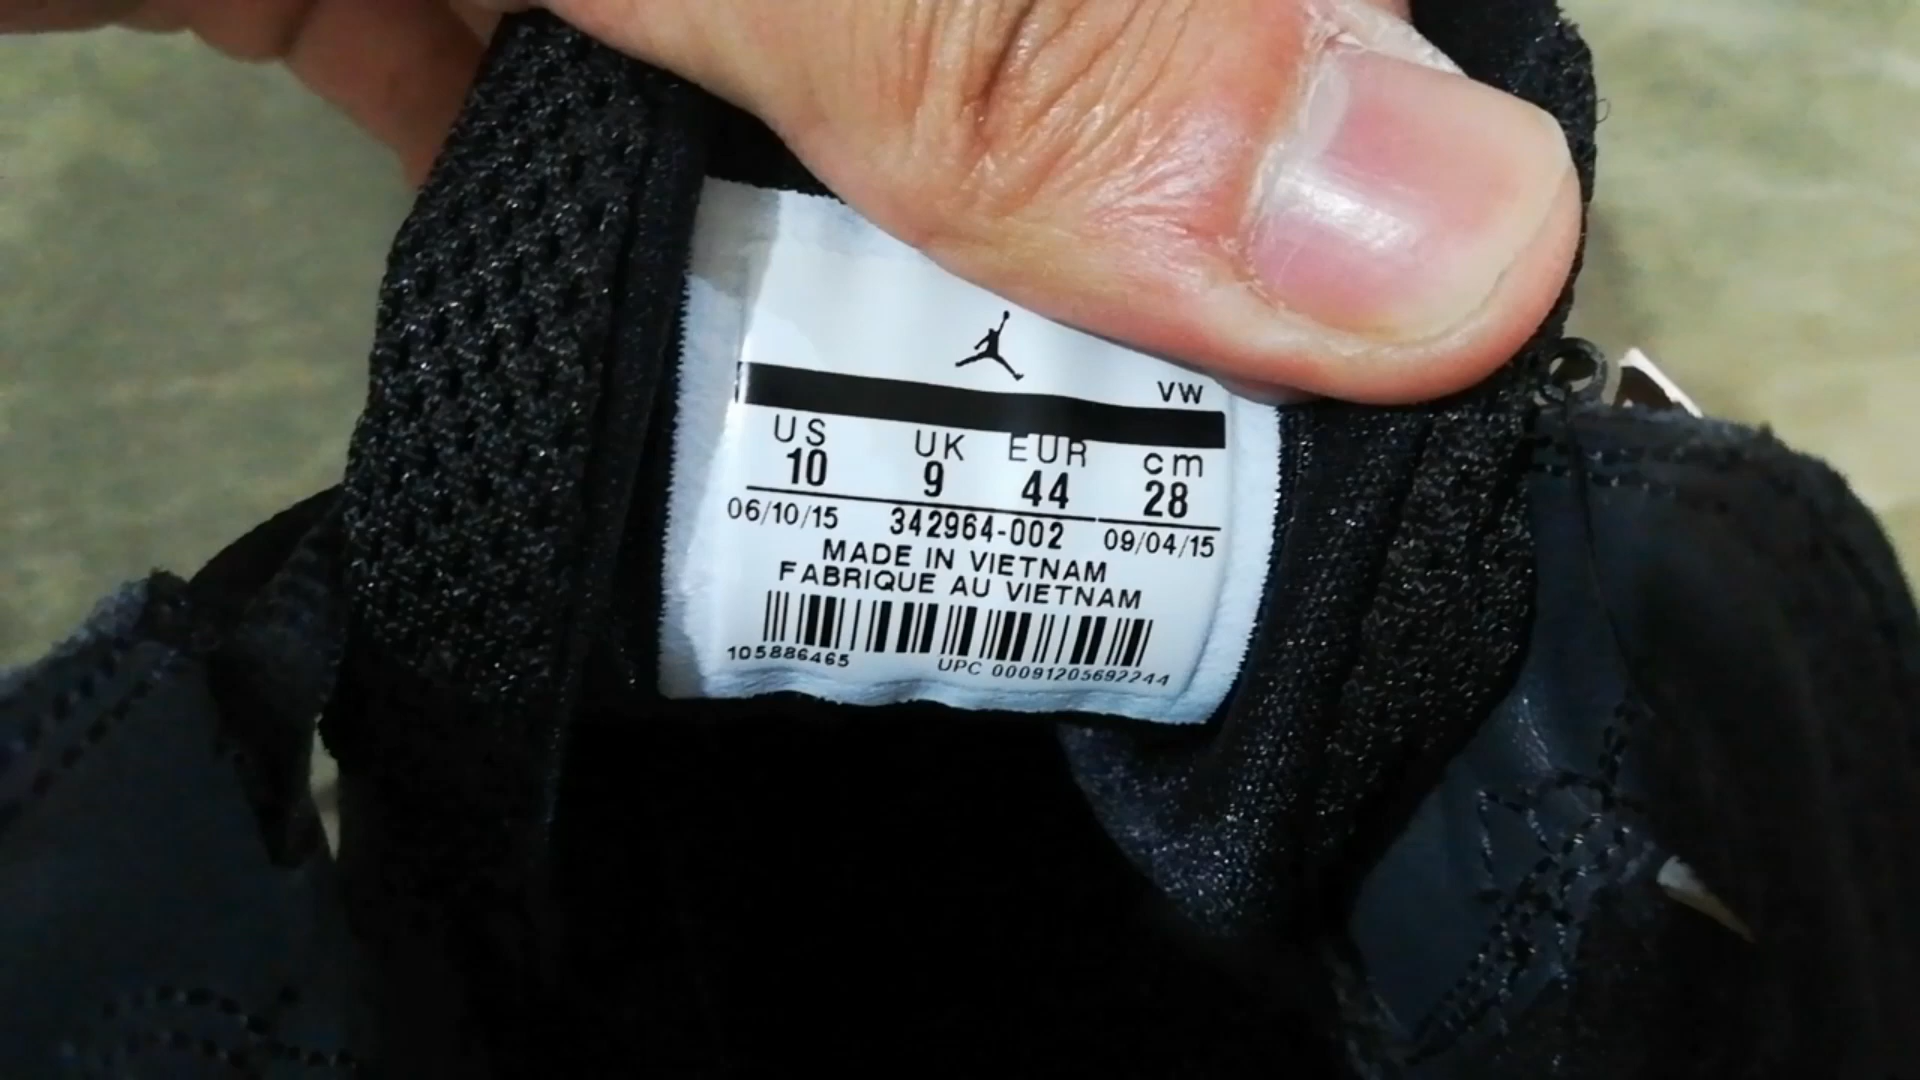 VW
US UK EUR cm
10 9 44 28
06/10/15 342964-002 09/04/15
MADE IN VIETNAM
FABRIQUE AU VIETNAM
105886465 UPC 00091205692244